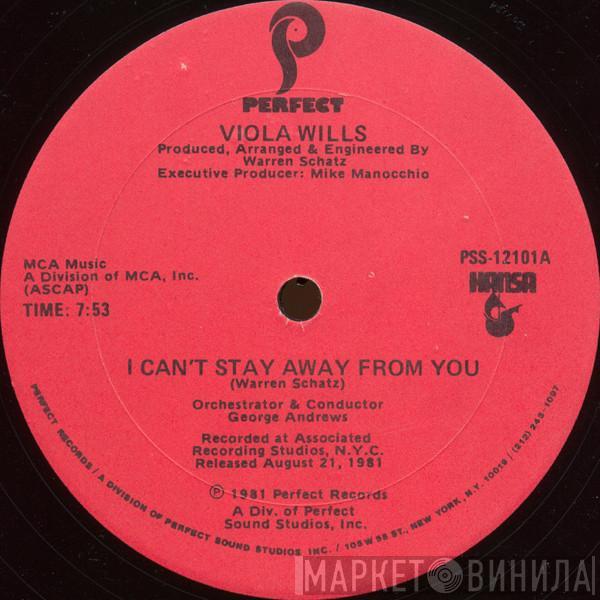 PERFECT
VIOLA WILLS
Produced, Arranged & Engineered By
Warren Schatz
Executive Producer: Mike Manocchio
MCA Music
A Division of MCA, Inc.
(ASCAP)
TIME: 7:53
PSS-12101A
HANSA
I CAN'T STAY AWAY FROM YOU
(Warren Schatz)
Orchestrator & Conductor
George Andrews
Recorded at Associated
Recording Studios, N.Y.C.
Released August 21, 1981
Ⓟ 1981 Perfect Records
A Div. of Perfect
Sound Studios, Inc.
PERFECT RECORDS / A DIVISION OF PERFECT SOUND STUDIOS INC. / 105 W 55 ST., NEW YORK, N.Y. 10019 / (212) 243-1097
МАРКЕТ ВИНИЛА